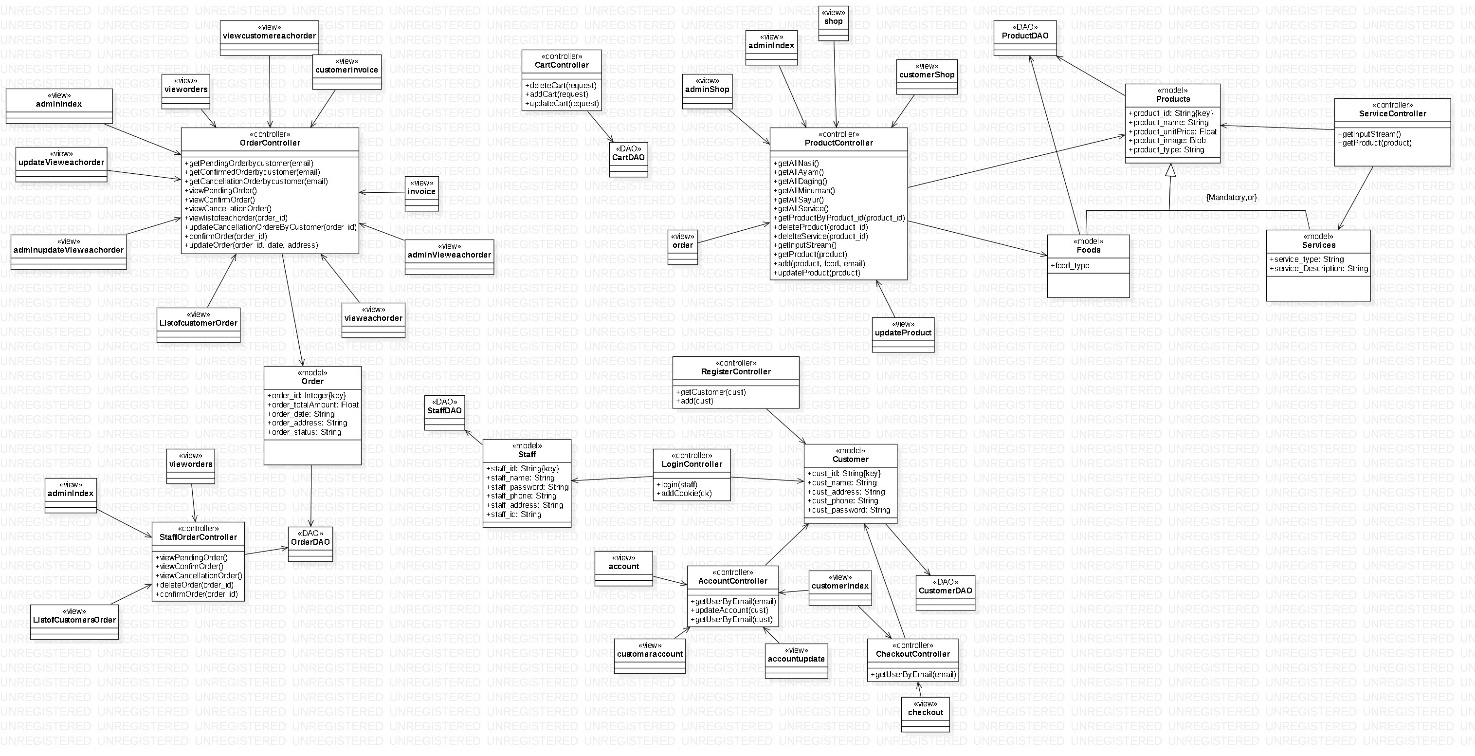 «view»
viewcustomereachorder
«view»
customerinvoice
«view»
vieworders
«view»
adminIndex
«view»
updateVieweachorder
«view»
adminupdateVieweachorder
«controller»
OrderController
+getPendingOrderbycustomer(email)
+getConfirmedOrderbycustomer(email)
+getCancellationOrderbycustomer(email)
+viewPendingOrder()
+viewConfirmOrder()
+viewCancellationOrder()
+viewlistofeachorder(order_id)
+updateCancellationOrdereByCustomer(order_id)
+confirmOrder(order_id)
+updateOrder(order_id, date, address)
«view»
invoice
«view»
adminVieweachorder
«view»
ListofcustomerOrder
«view»
vieweachorder
«model»
Order
+order_id: Integer{key}
+order_totalAmount: Float
+order_date: String
+order_address: String
+order_status: String
«view»
vieworders
«view»
adminIndex
«controller»
StaffOrderController
+viewPendingOrder()
+viewConfirmOrder()
+viewCancellationOrder()
+deleteOrder(order_id)
+confirmOrder(order_id)
«view»
ListofCustomersOrder
«DAO»
OrderDAO
«controller»
CartController
+deleteCart(request)
+addCart(request)
+updateCart(request)
«DAO»
CartDAO
«view»
shop
«view»
adminIndex
«view»
adminShop
«view»
customerShop
«controller»
ProductController
+getAllNasi()
+getAllAyam()
+getAllDaging()
+getAllMinuman()
+getAllSayur()
+getAllService()
+getProductByProduct_id(product_id)
+deleteProduct(product_id)
+delelteService(product_id)
+getInputStream()
+getProduct(product)
+add(product, food, email)
+updateProduct(product)
«view»
order
«view»
updateProduct
«DAO»
ProductDAO
«model»
Products
+product_id: String{key}
+product_name: String
+product_unitPrice: Float
+product_image: Blob
+product_type: String
«controller»
ServiceController
+getInputStream()
+getProduct(product)
{Mandatory,or}
«model»
Foods
+food_type
«model»
Services
+service_type: String
+service_Description: String
«controller»
RegisterController
+getCustomer(cust)
+add(cust)
«DAO»
StaffDAO
«model»
Staff
+staff_id: String{key}
+staff_name: String
+staff_password: String
+staff_phone: String
+staff_address: String
+staff_ic: String
«controller»
LoginController
+login(staff)
+addCookie(uk)
«model»
Customer
+cust_id: String{key}
+cust_name: String
+cust_address: String
+cust_phone: String
+cust_password: String
«view»
account
«controller»
AccountController
+getUserByEmail(email)
+updateAccount(cust)
+getUserByEmail(cust)
«view»
customerIndex
«DAO»
CustomerDAO
«view»
customeraccount
«view»
accountupdate
«controller»
CheckoutController
+getUserByEmail(email)
«view»
checkout